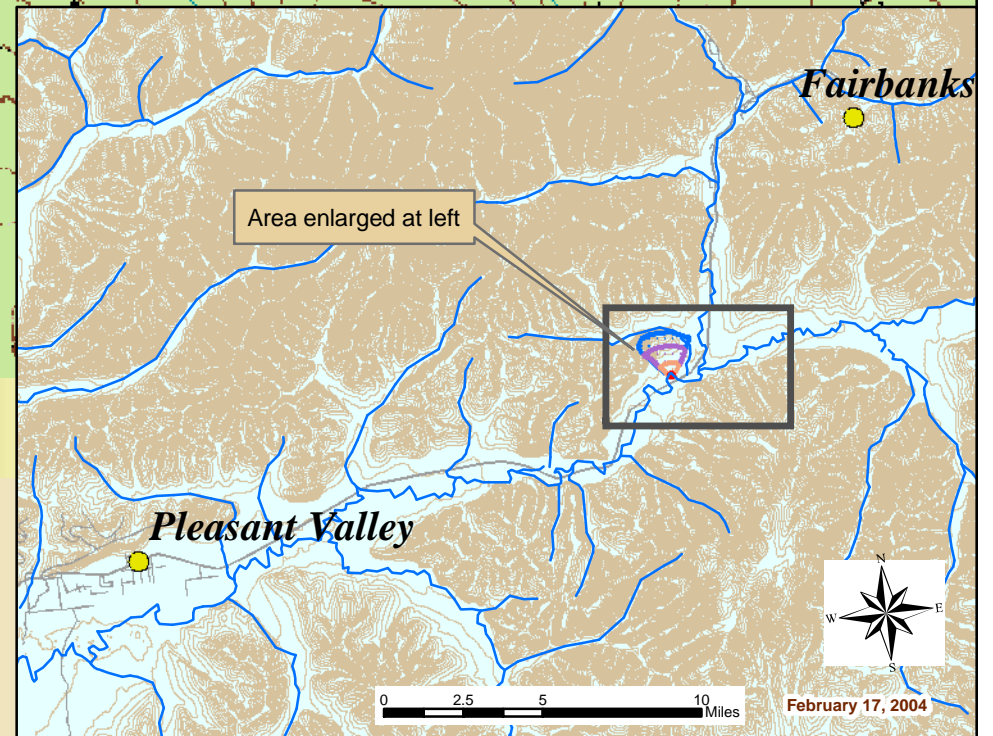 Fairbanks
Area enlarged at left
Pleasant Valley
N
W E
S
0 2.5 5 10
Miles
February 17, 2004